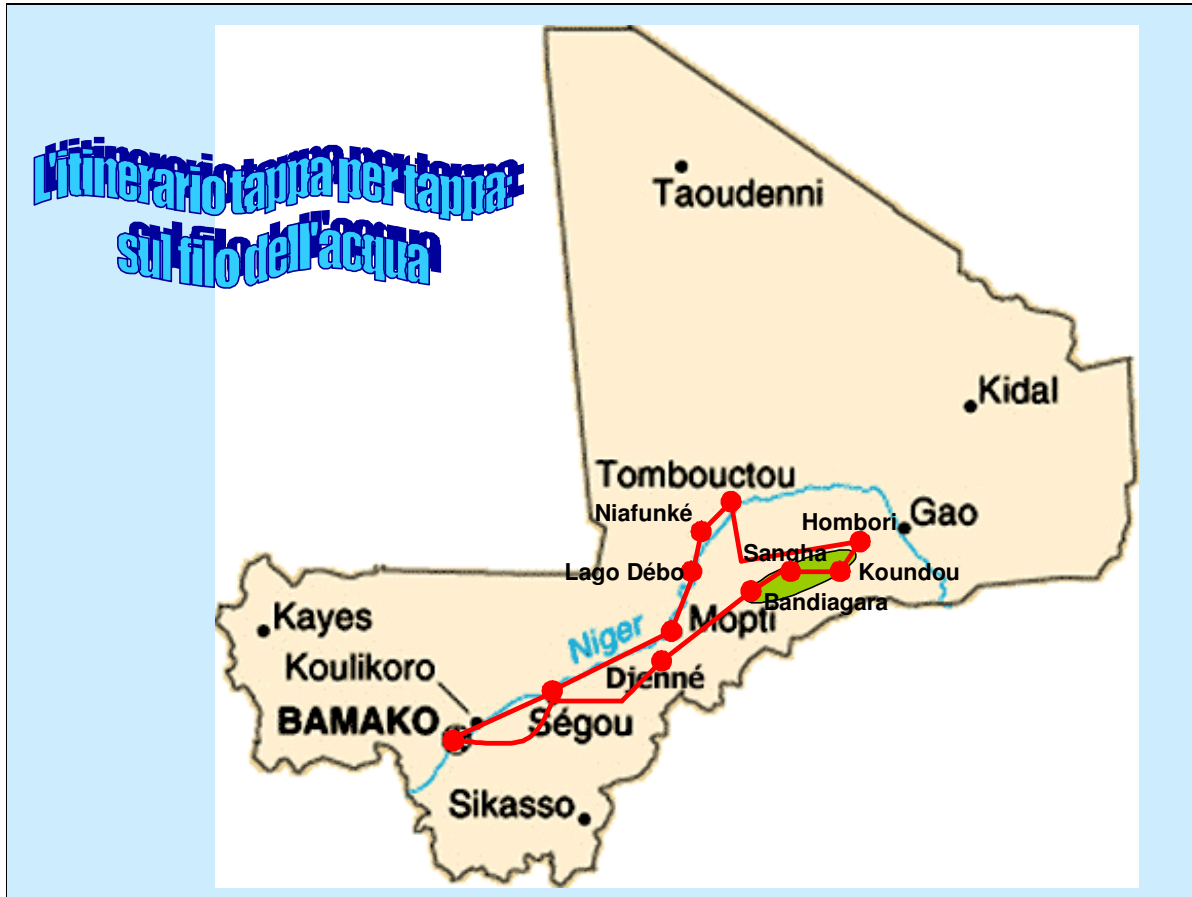 L'itinerario tappa per tappa:
sul filo dell'acqua
Taoudenni
Kidal
Tombouctou
Niafunké
Hombori
Gao
Sangha
Lago Débo
Koundou
Bandiagara
Kayes
Niger
Mopti
Koulikoro
Djenné
BAMAKO
Ségou
Sikasso